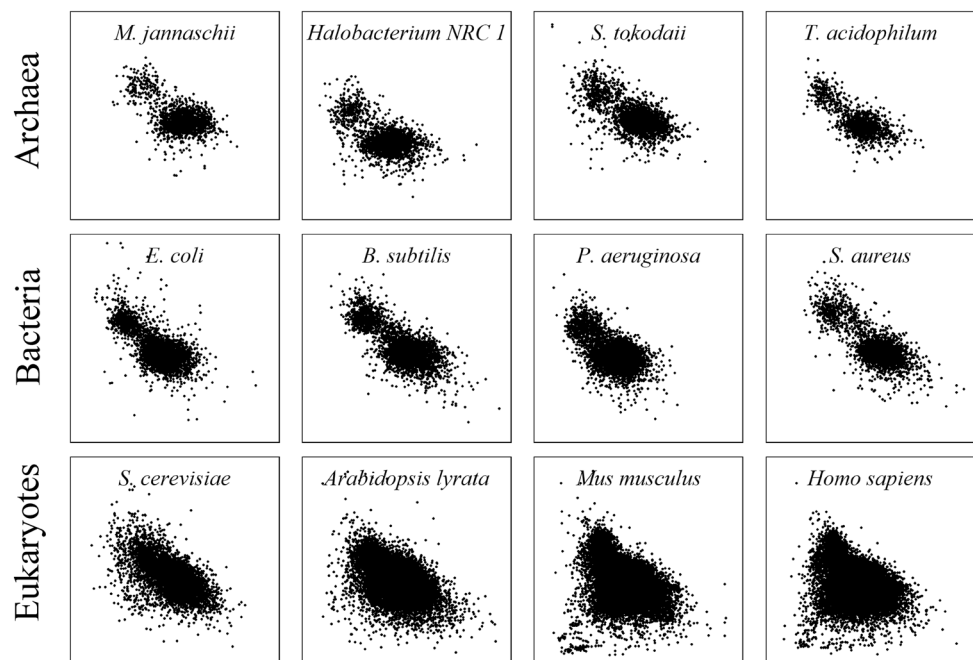 Archaea
M. jannaschii
Halobacterium NRC 1
S. tokodaii
T. acidophilum
Bacteria
E. coli
B. subtilis
P. aeruginosa
S. aureus
Eukaryotes
S. cerevisiae
Arabidopsis lyrata
Mus musculus
Homo sapiens